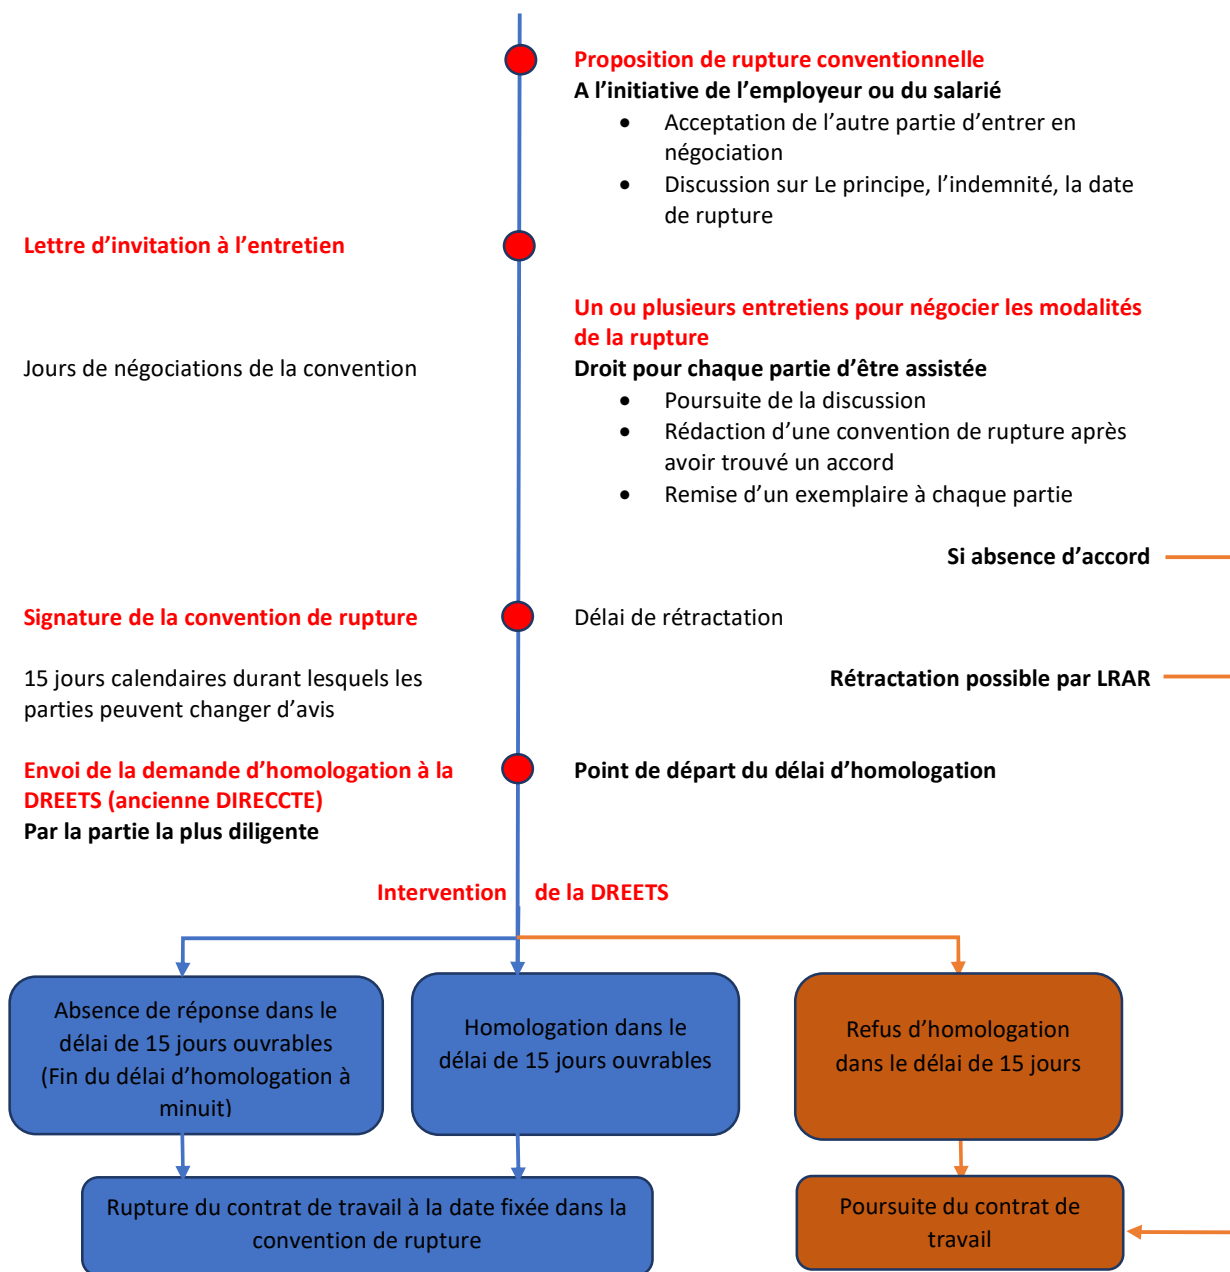 Proposition de rupture conventionnelle
A l’initiative de l’employeur ou du salarié
• Acceptation de l’autre partie d’entrer en
négociation
• Discussion sur Le principe, l’indemnité, la date
de rupture
Lettre d’invitation à l’entretien
Un ou plusieurs entretiens pour négocier les modalités
de la rupture
Jours de négociations de la convention
Droit pour chaque partie d’être assistée
• Poursuite de la discussion
• Rédaction d’une convention de rupture après
avoir trouvé un accord
• Remise d’un exemplaire à chaque partie
Si absence d’accord
Signature de la convention de rupture
Délai de rétractation
15 jours calendaires durant lesquels les
parties peuvent changer d’avis
Rétractation possible par LRAR
Envoi de la demande d’homologation à la
DREETS (ancienne DIRECCTE)
Par la partie la plus diligente
Point de départ du délai d’homologation
Intervention de la DREETS
Absence de réponse dans le
délai de 15 jours ouvrables
(Fin du délai d’homologation à
minuit)
Homologation dans le
délai de 15 jours ouvrables
Refus d’homologation
dans le délai de 15 jours
Rupture du contrat de travail à la date fixée dans la
convention de rupture
Poursuite du contrat de
travail